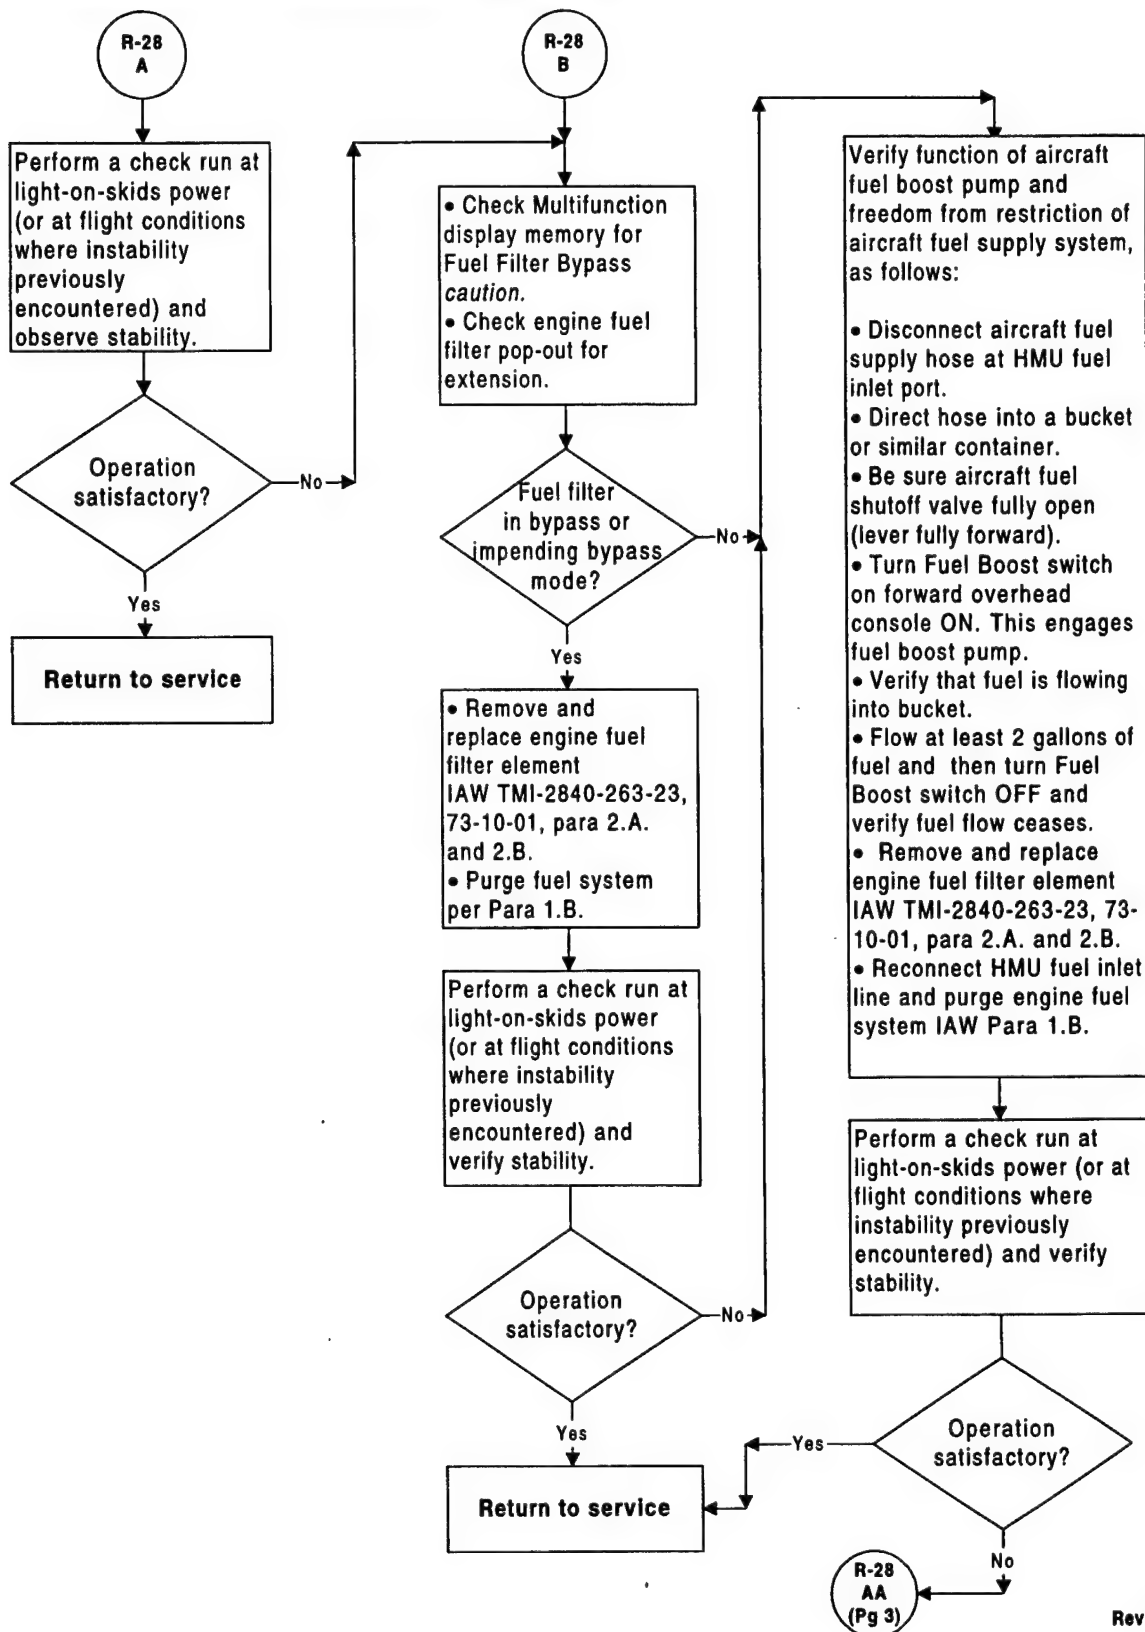 R-28
A
Perform a check run at
light-on-skids power
(or at flight conditions
where instability
previously
encountered) and
observe stability.
Operation
satisfactory?
No
Yes
Return to service
R-28
B
• Check Multifunction
display memory for
Fuel Filter Bypass
caution.
• Check engine fuel
filter pop-out for
extension.
Fuel filter
in bypass or
impending bypass
mode?
No
Yes
• Remove and
replace engine fuel
filter element
IAW TMI-2840-263-23,
73-10-01, para 2.A.
and 2.B.
• Purge fuel system
per Para 1.B.
Perform a check run at
light-on-skids power
(or at flight conditions
where instability
previously
encountered) and
verify stability.
Operation
satisfactory?
No
Yes
Return to service
Verify function of aircraft
fuel boost pump and
freedom from restriction of
aircraft fuel supply system,
as follows:
• Disconnect aircraft fuel
supply hose at HMU fuel
inlet port.
• Direct hose into a bucket
or similar container.
• Be sure aircraft fuel
shutoff valve fully open
(lever fully forward).
• Turn Fuel Boost switch
on forward overhead
console ON. This engages
fuel boost pump.
• Verify that fuel is flowing
into bucket.
• Flow at least 2 gallons of
fuel and then turn Fuel
Boost switch OFF and
verify fuel flow ceases.
• Remove and replace
engine fuel filter element
IAW TMI-2840-263-23, 73-
10-01, para 2.A. and 2.B.
• Reconnect HMU fuel inlet
line and purge engine fuel
system IAW Para 1.B.
Perform a check run at
light-on-skids power (or at
flight conditions where
instability previously
encountered) and verify
stability.
Operation
satisfactory?
Yes
No
R-28
AA
(Pg 3)
Rev